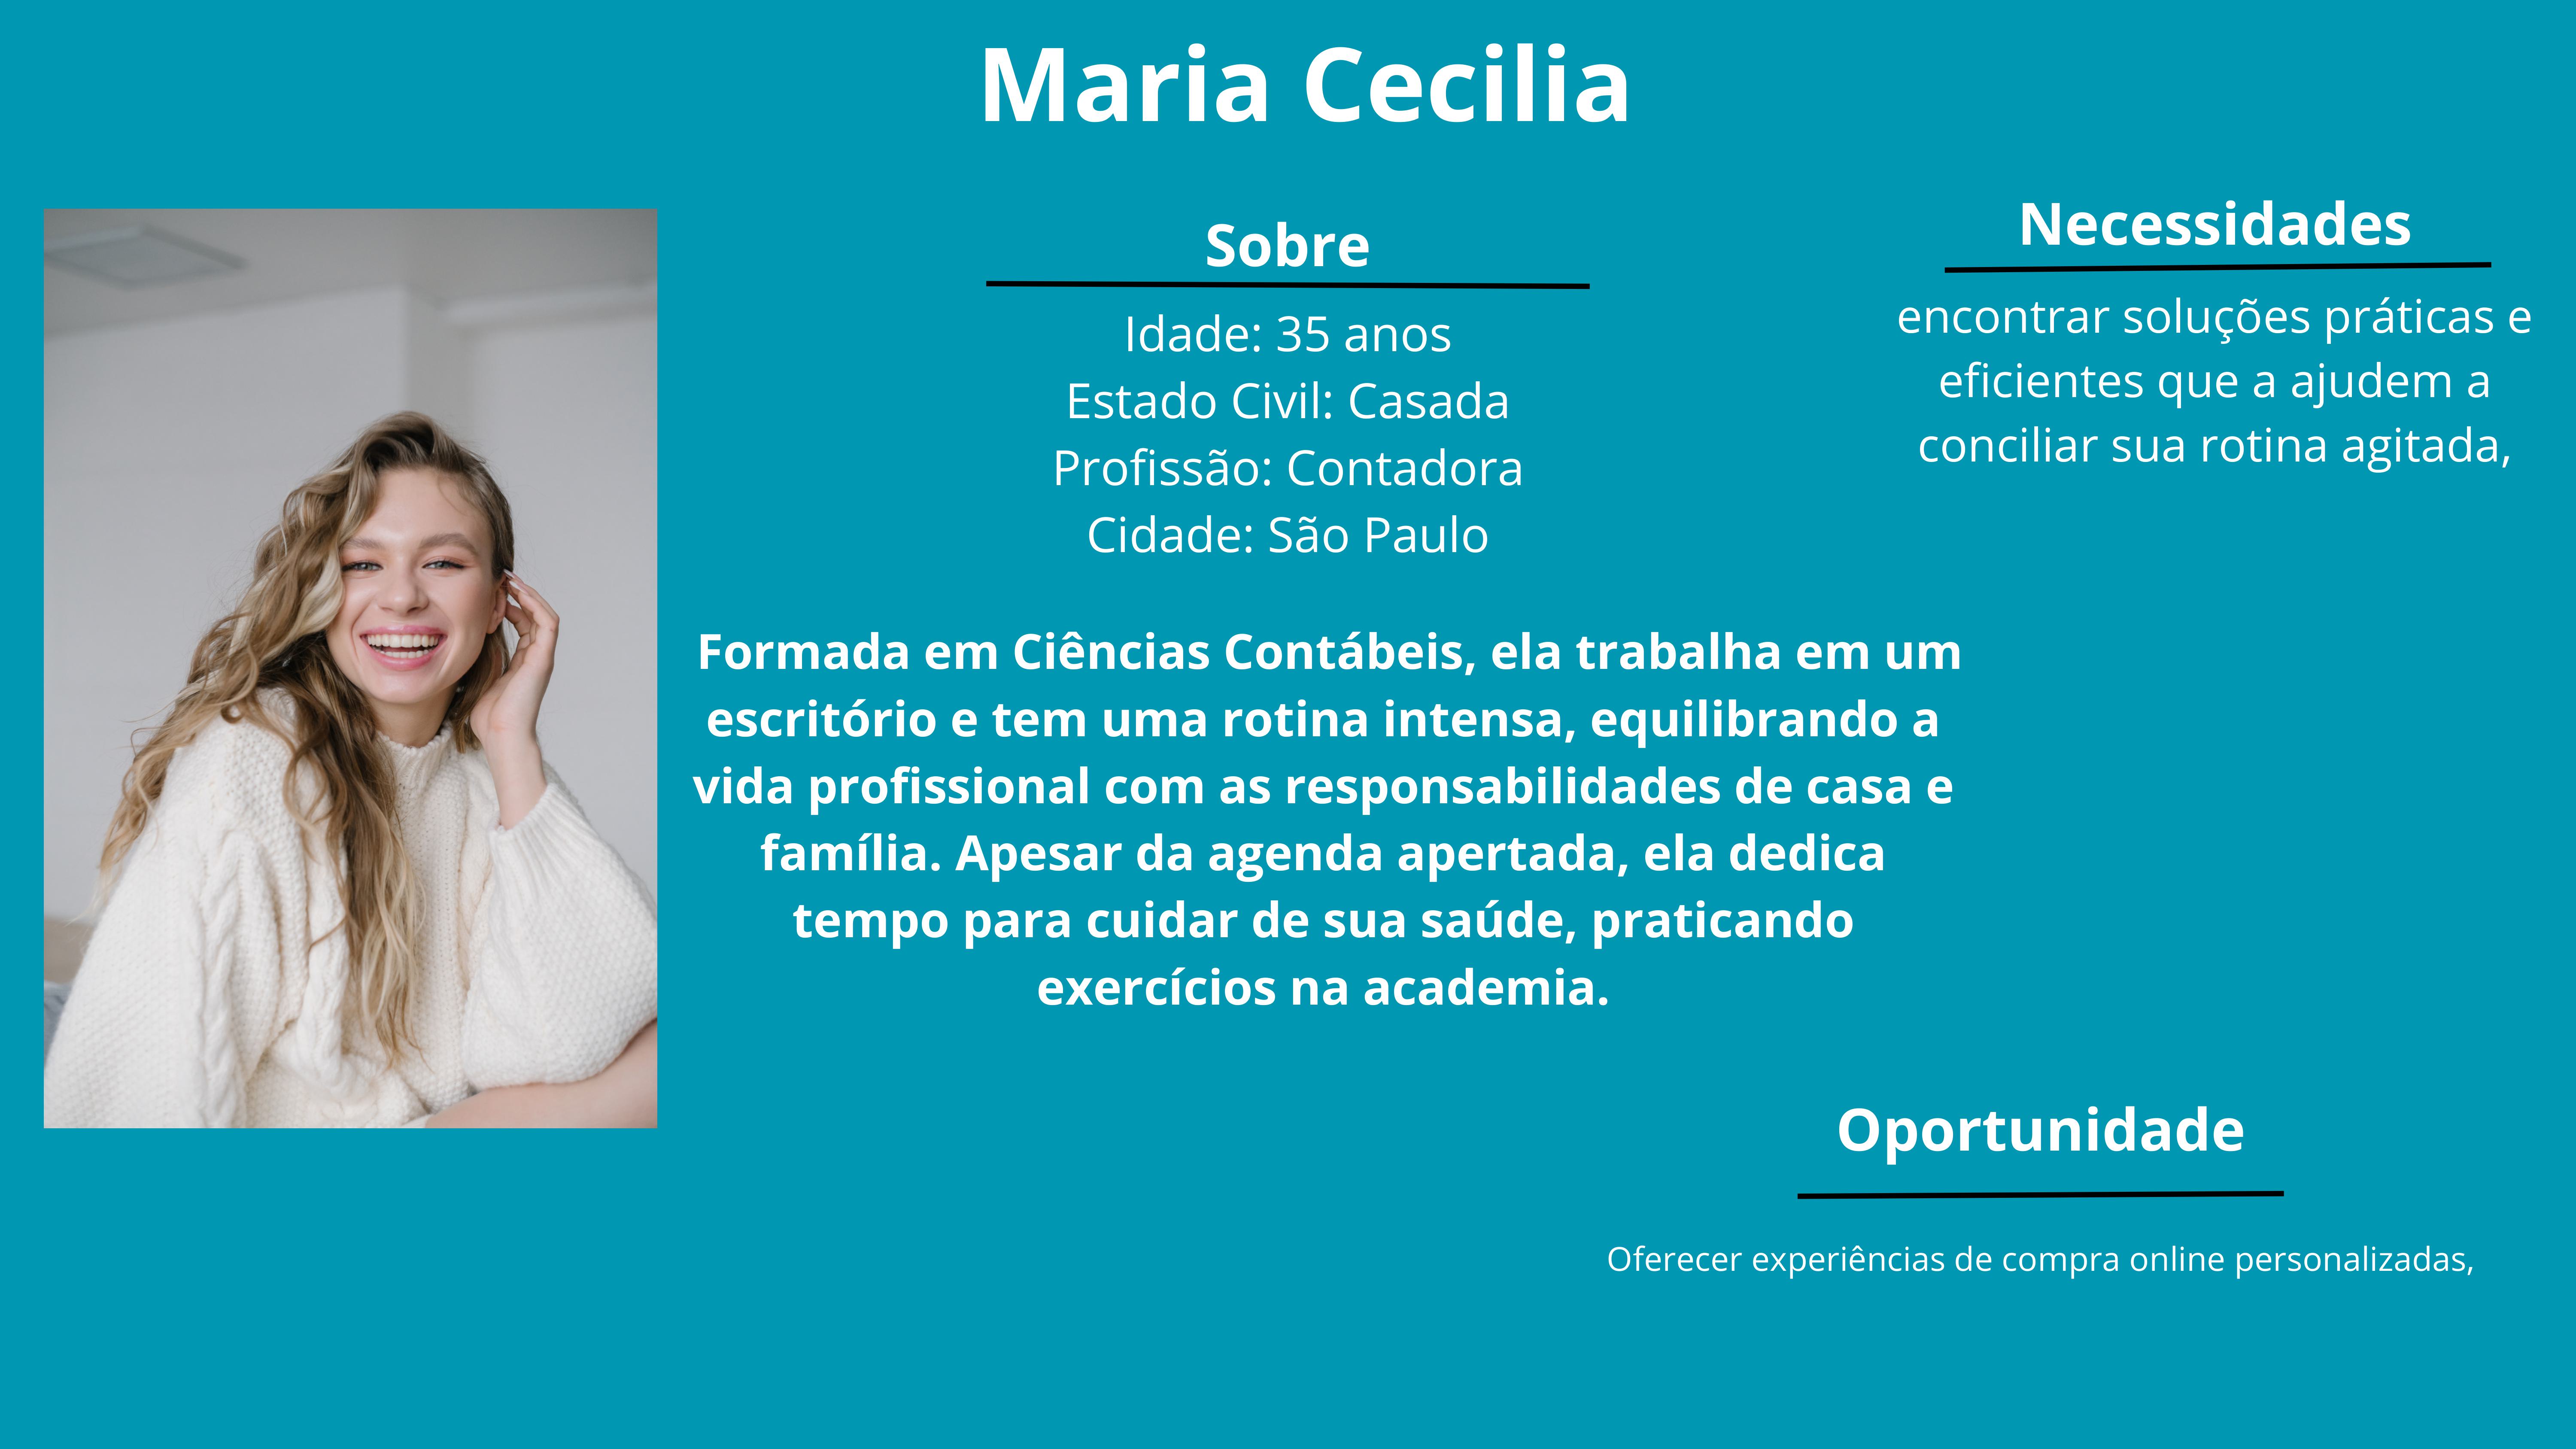 Maria Cecilia
Sobre
Idade: 35 anos
Estado Civil: Casada
Profissão: Contadora
Cidade: São Paulo
Formada em Ciências Contábeis, ela trabalha em um
escritório e tem uma rotina intensa, equilibrando a
vida profissional com as responsabilidades de casa e
família. Apesar da agenda apertada, ela dedica
tempo para cuidar de sua saúde, praticando
exercícios na academia.
Necessidades
encontrar soluções práticas e
eficientes que a ajudem a
conciliar sua rotina agitada,
Oportunidade
Oferecer experiências de compra online personalizadas,